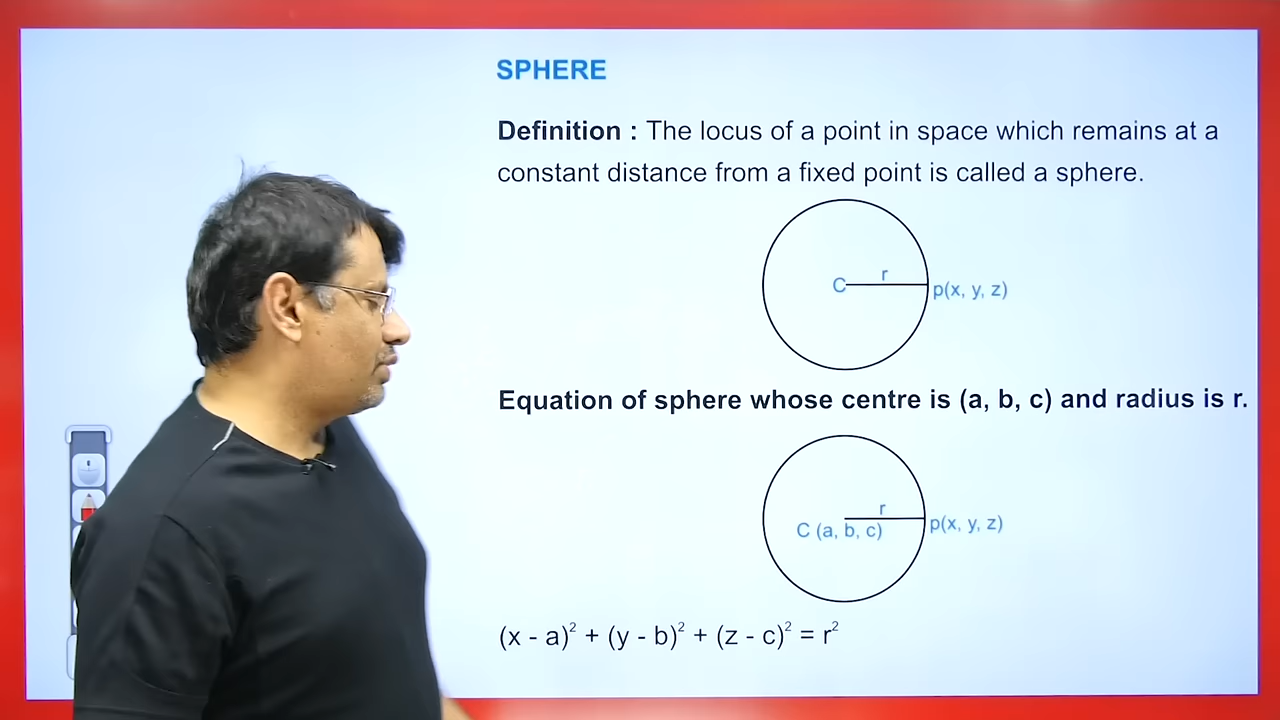 SPHERE
Definition : The locus of a point in space which remains at a
constant distance from a fixed point is called a sphere.
C r p(x, y, z)
Equation of sphere whose centre is (a, b, c) and radius is r.
r
C (a, b, c) p(x, y, z)
(x - a)² + (y - b)² + (z - c)² = r²